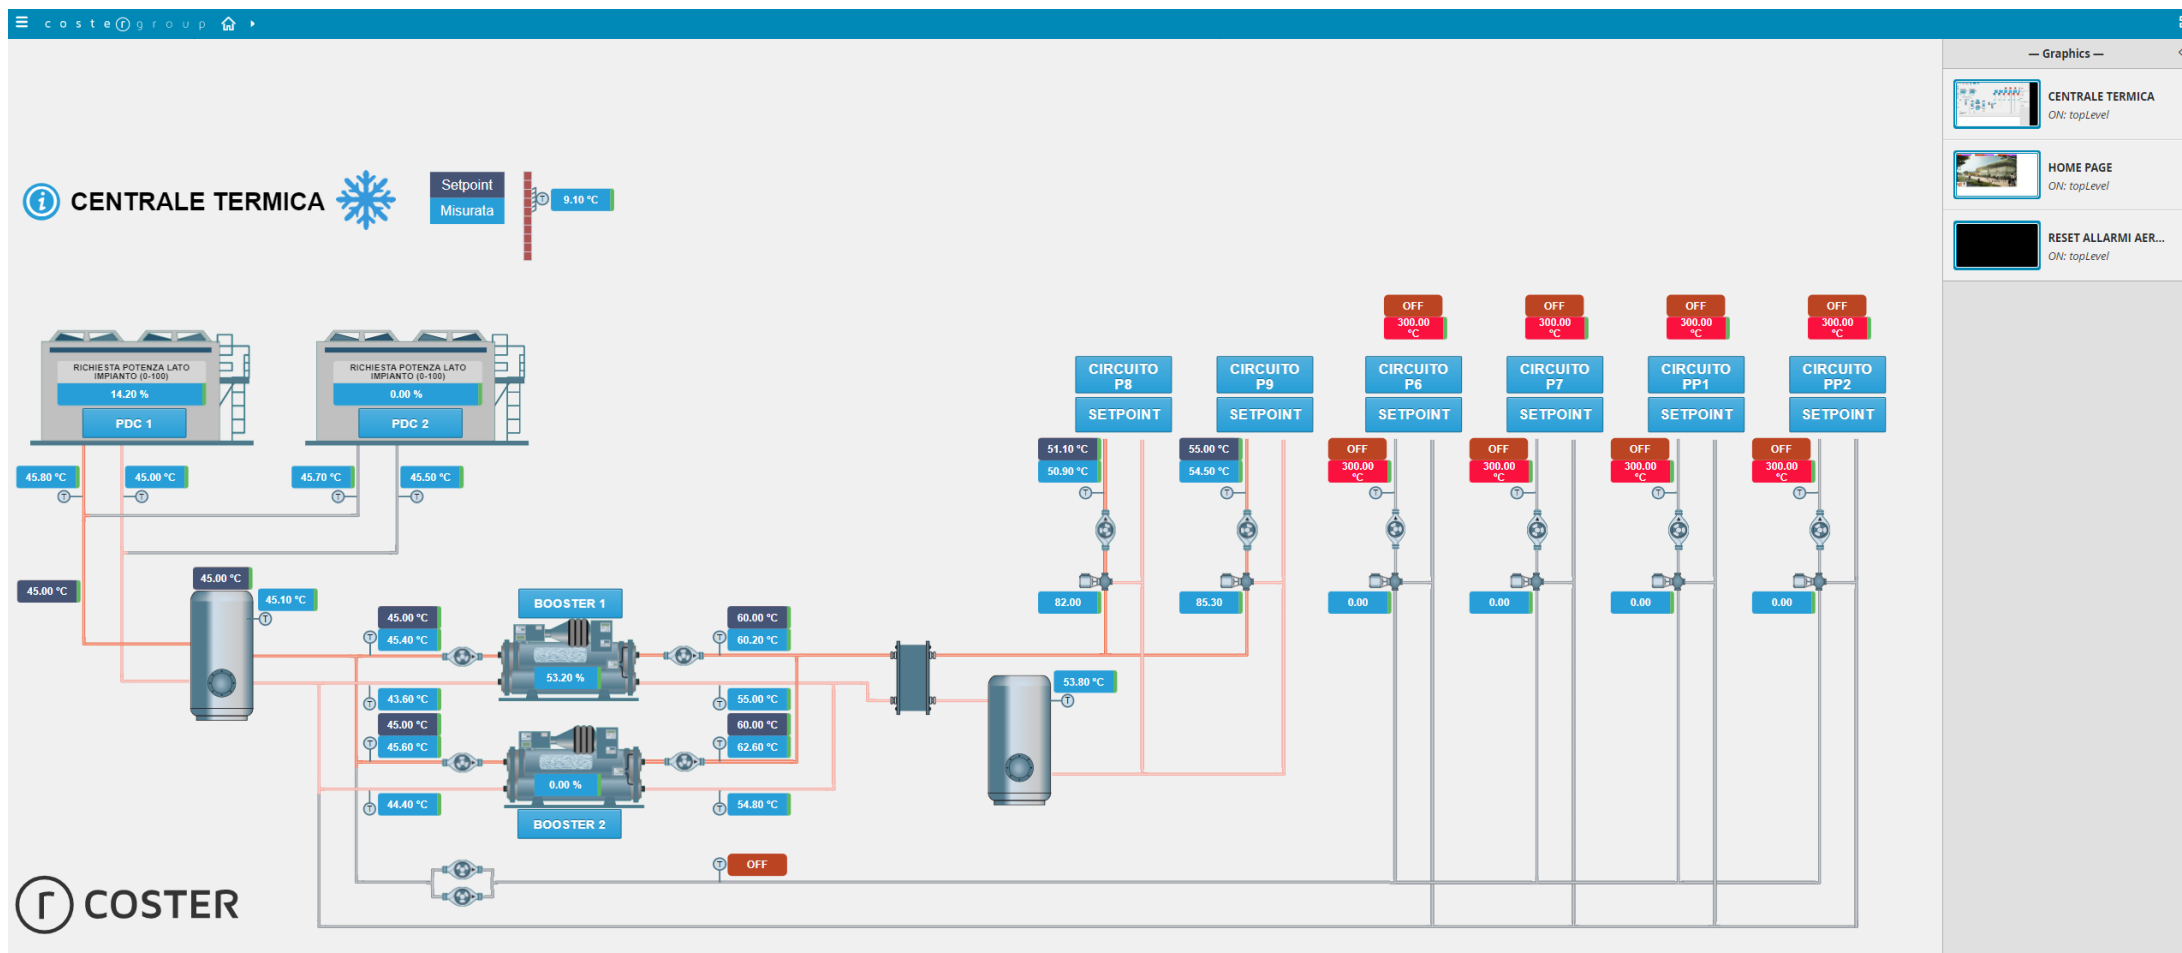 costergroup
— Graphics —
CENTRALE TERMICA
ON: topLevel
HOME PAGE
ON: topLevel
RESET ALLARMI AER...
ON: topLevel
i CENTRALE TERMICA
Setpoint
Misurata
T 9.10 °C
OFF OFF OFF OFF
300.00 °C 300.00 °C 300.00 °C 300.00 °C
RICHIESTA POTENZA LATO
IMPIANTO (0-100)
14.20 %
PDC 1
RICHIESTA POTENZA LATO
IMPIANTO (0-100)
0.00 %
PDC 2
CIRCUITO P8
SETPOINT
CIRCUITO P9
SETPOINT
CIRCUITO P6
SETPOINT
CIRCUITO P7
SETPOINT
CIRCUITO PP1
SETPOINT
CIRCUITO PP2
SETPOINT
45.80 °C 45.00 °C 45.70 °C 45.50 °C
T T T T
51.10 °C 55.00 °C OFF OFF OFF OFF
50.90 °C 54.50 °C 300.00 °C 300.00 °C 300.00 °C 300.00 °C
T T T T T T
82.00 85.30 0.00 0.00 0.00 0.00
45.00 °C
45.00 °C
45.10 °C
T
BOOSTER 1
45.00 °C
T 45.40 °C
60.00 °C
T 60.20 °C
53.20 %
T 43.60 °C
T 55.00 °C
53.80 °C
T
45.00 °C
T 45.60 °C
60.00 °C
T 62.60 °C
0.00 %
T 44.40 °C
T 54.80 °C
BOOSTER 2
T OFF
r COSTER